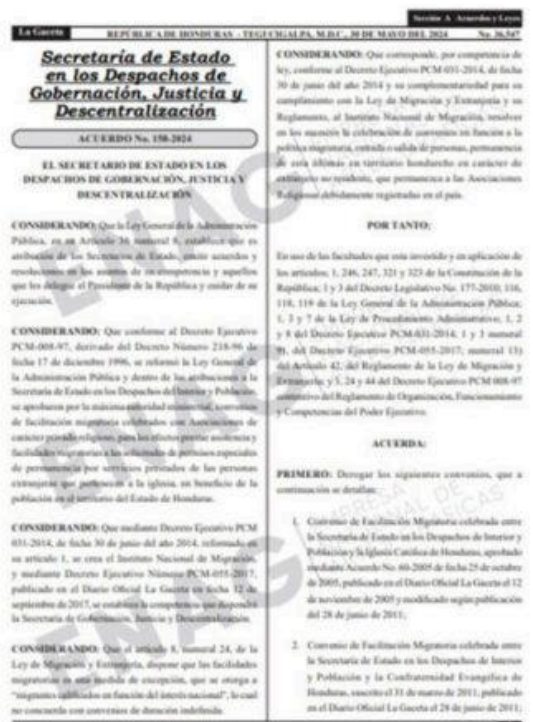 Sección A Acuerdos y Leyes
La Gaceta REPÚBLICA DE HONDURAS - TEGUCIGALPA, M.D.C., 30 DE MAYO DEL 2024 No. 36,547
Secretaría de Estado
en los Despachos de
Gobernación, Justicia y
Descentralización
ACUERDO No. 150-2024
EL SECRETARIO DE ESTADO EN LOS
DESPACHOS DE GOBERNACIÓN, JUSTICIA Y
DESCENTRALIZACIÓN
CONSIDERANDO: Que la Ley General de la Administración
Pública, en su Artículo 36 numeral 8, establece que es
atribución de los Secretarios de Estado, emitir acuerdos y
resoluciones en los asuntos de su competencia y aquellos
que les delegue el Presidente de la República y cuidar de su
ejecución.
CONSIDERANDO: Que conforme al Decreto Ejecutivo
PCM-008-97, derivado del Decreto Número 218-96 de
fecha 17 de diciembre 1996, se reformó la Ley General de
la Administración Pública y dentro de las atribuciones a la
Secretaría de Estado en los Despachos del Interior y Población,
se aprobaron por la máxima autoridad ministerial, convenios
de facilitación migratoria celebrados con Asociaciones de
carácter privado religioso, para los efectos prestar asistencia y
facilidades migratorias a las solicitudes de permisos especiales
de permanencia por servicios prestados de las personas
extranjeras que pertenecen a la iglesia, en beneficio de la
población en el territorio del Estado de Honduras.
CONSIDERANDO: Que mediante Decreto Ejecutivo PCM
031-2014, de fecha 30 de junio del año 2014, reformado en
su artículo 1, se crea el Instituto Nacional de Migración,
y mediante Decreto Ejecutivo Número PCM-055-2017,
publicado en el Diario Oficial La Gaceta en fecha 12 de
septiembre de 2017, se establece la competencia que dispondrá
la Secretaría de Gobernación, Justicia y Descentralización.
CONSIDERANDO: Que el artículo 8, numeral 24, de la
Ley de Migración y Extranjería, dispone que las facilidades
migratorias es una medida de excepción, que se otorga a
"migrantes calificados en función del interés nacional", lo cual
no concuerda con convenios de duración indefinida.
CONSIDERANDO: Que corresponde, por competencia de
ley, conforme al Decreto Ejecutivo PCM-031-2014, de fecha
30 de junio del año 2014 y su complementariedad para su
cumplimiento con la Ley de Migración y Extranjería y su
Reglamento, al Instituto Nacional de Migración, resolver
en los asuntos la celebración de convenios en función a la
política migratoria, entrada o salida de personas, permanencia
de esta últimas en territorio hondureño en carácter de
extranjero no residente, que permanezca a las Asociaciones
Religiosas debidamente registradas en el país.
POR TANTO:
En uso de las facultades que esta investido y en aplicación de
los artículos; 1, 246, 247, 321 y 323 de la Constitución de la
República; 1 y 3 del Decreto Legislativo No. 177-2010; 116,
118, 119 de la Ley General de la Administración Pública;
1, 3 y 7 de la Ley de Procedimiento Administrativo; 1, 2
y 8 del Decreto Ejecutivo PCM-031-2014; 1 y 3 numeral
9), del Decreto Ejecutivo PCM-055-2017; numeral 13)
del Artículo 42, del Reglamento de la Ley de Migración y
Extranjería; y 3, 24 y 44 del Decreto Ejecutivo PCM 008-97
contentivo del Reglamento de Organización, Funcionamiento
y Competencias del Poder Ejecutivo.
ACUERDA:
PRIMERO: Derogar los siguientes convenios, que a
continuación se detallan:
1. Convenio de Facilitación Migratoria celebrada entre
la Secretaría de Estado en los Despachos de Interior y
Población y la Iglesia Católica de Honduras, aprobado
mediante Acuerdo No. 60-2005 de fecha 25 de octubre
de 2005, publicado en el Diario Oficial La Gaceta el 12
de noviembre de 2005 y modificado según publicación
del 28 de junio de 2011;
2. Convenio de Facilitación Migratoria celebrada entre
la Secretaría de Estado en los Despachos de Interior
y Población y la Confraternidad Evangélica de
Honduras, suscrito el 31 de marzo de 2011, publicado
en el Diario Oficial La Gaceta el 28 de junio de 2011;